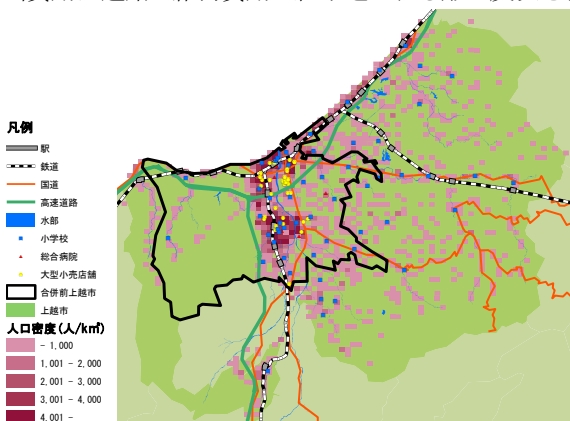 凡例
駅
鉄道
国道
高速道路
水部
小学校
総合病院
大型小売店舗
合併前上越市
上越市
人口密度(人/k㎡)
- 1,000
1,001 - 2,000
2,001 - 3,000
3,001 - 4,000
4,001 -